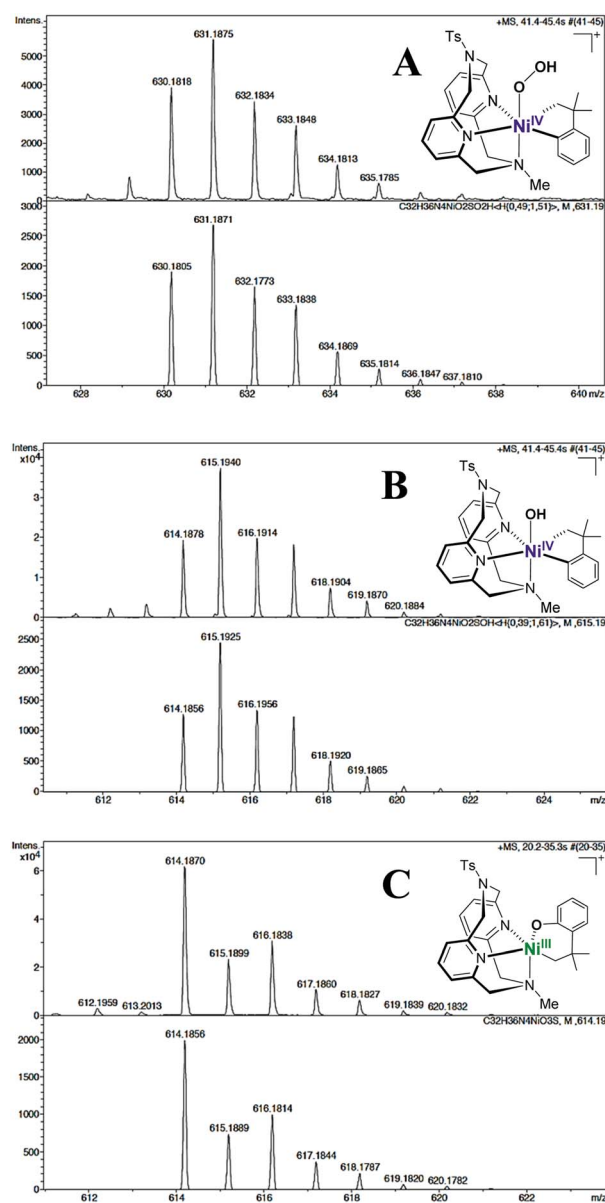 Intens.
+MS, 41.4-45.4s #(41-45)
A
5000
4000
3000
2000
1000
0
630.1818
631.1875
632.1834
633.1848
634.1813
635.1785
Ts
N
OH
O
N
Ni IV
N
N
Me
+
3000
C32H36N4NiO2SO2H<H{0,49;1,51}>, M ,631.19
2500
2000
1500
1000
500
0
630.1805
631.1871
632.1773
633.1838
634.1869
635.1814
636.1847
637.1810
628 630 632 634 636 638 640 m/z
Intens.
x10⁴
+MS, 41.4-45.4s #(41-45)
B
3
2
1
0
614.1878
615.1940
616.1914
618.1904
619.1870
620.1884
Ts
N
OH
N
Ni IV
N
N
Me
+
C32H36N4NiO2SOH<H{0,39;1,61}>, M ,615.19
2500
2000
1500
1000
500
0
614.1856
615.1925
616.1956
618.1920
619.1865
612 614 616 618 620 622 624 m/z
Intens.
x10⁴
+MS, 20.2-35.3s #(20-35)
C
6
4
2
0
612.1959
613.2013
614.1870
615.1899
616.1838
617.1860
618.1827
619.1839
620.1832
Ts
N
O
N
Ni III
N
N
Me
+
C32H36N4NiO3S, M ,614.19
2000
1500
1000
500
0
614.1856
615.1889
616.1814
617.1844
618.1787
619.1820
620.1782
612 614 616 618 620 622 m/z